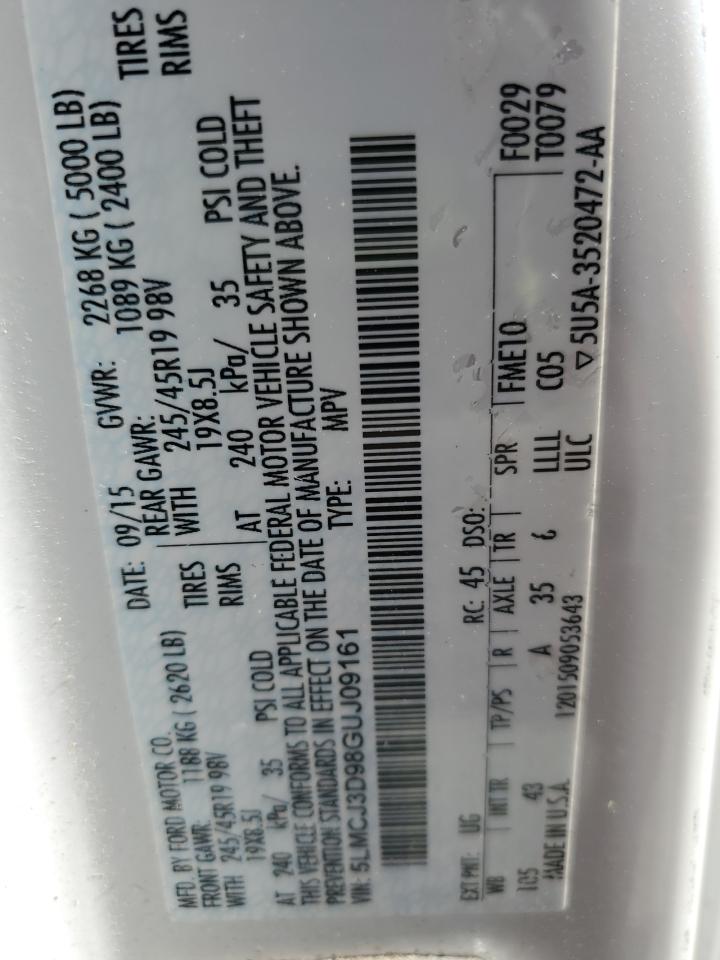 MFD. BY FORD MOTOR CO.
DATE: 09/15 GVWR: 2268 KG ( 5000 LB)
FRONT GAWR: 1188 KG ( 2620 LB) REAR GAWR: 1089 KG ( 2400 LB)
WITH 245/45R19 98V TIRES WITH 245/45R19 98V TIRES
19X8.5J RIMS 19X8.5J RIMS
AT 240 kPa/ 35 PSI COLD AT 240 kPa/ 35 PSI COLD
THIS VEHICLE CONFORMS TO ALL APPLICABLE FEDERAL MOTOR VEHICLE SAFETY AND THEFT
PREVENTION STANDARDS IN EFFECT ON THE DATE OF MANUFACTURE SHOWN ABOVE.
VIN: 5LMCJ3D98GUJ09161 TYPE: MPV
EXT PNT: UG RC: 45 DSO: F0029
WB INT TR TP/PS R AXLE TR SPR FME10 T0079
105 43 A 35 6 LLLL C05
MADE IN U.S.A. 1201509053643 ULC ▽5U5A-3520472-AA